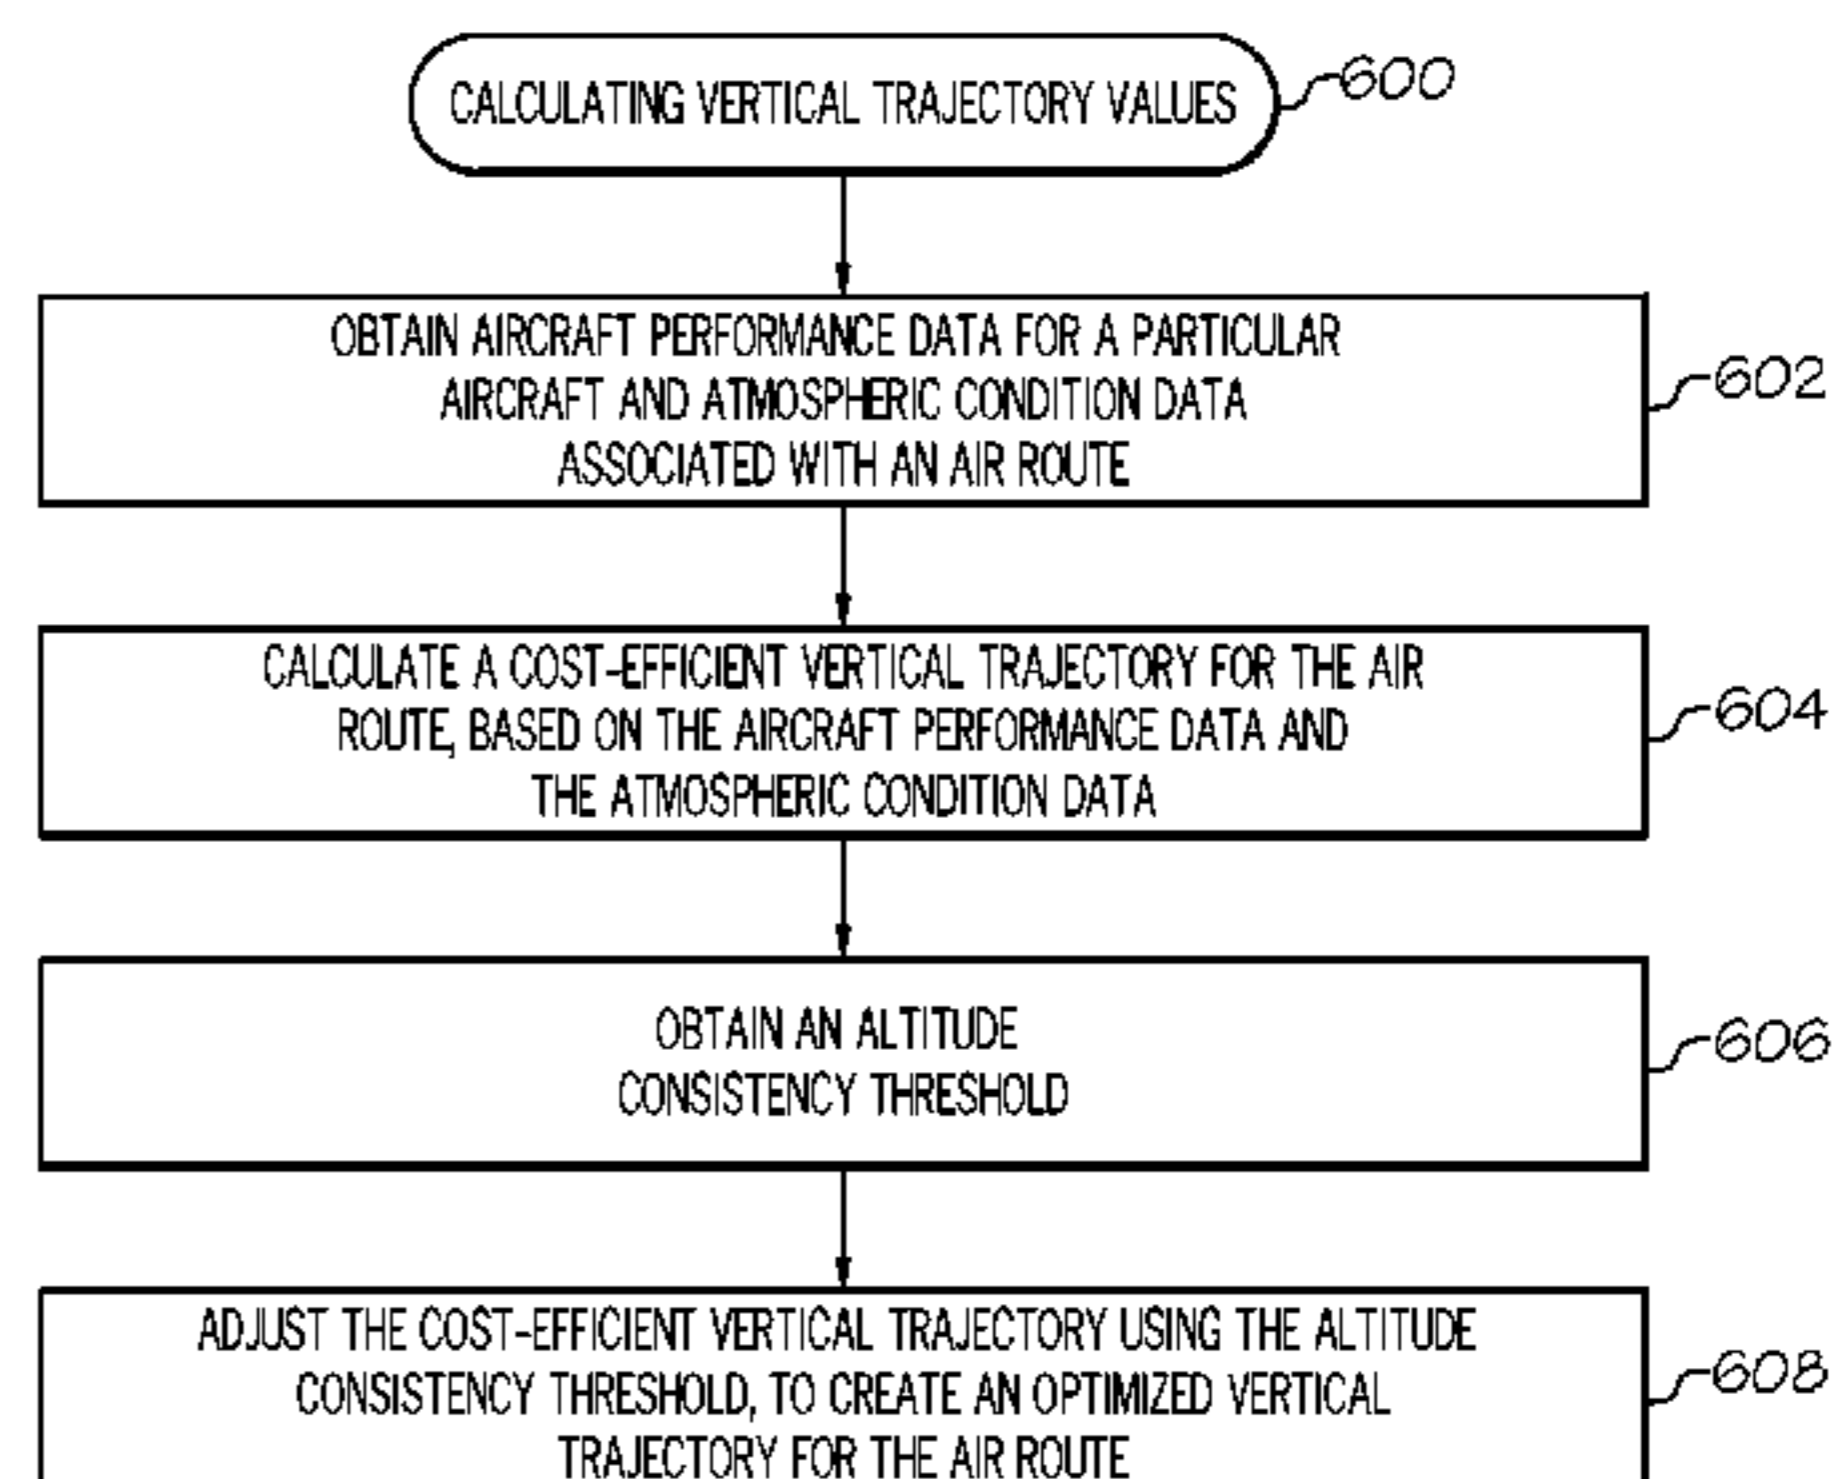 CALCULATING VERTICAL TRAJECTORY VALUES
600
OBTAIN AIRCRAFT PERFORMANCE DATA FOR A PARTICULAR
AIRCRAFT AND ATMOSPHERIC CONDITION DATA
ASSOCIATED WITH AN AIR ROUTE
602
CALCULATE A COST-EFFICIENT VERTICAL TRAJECTORY FOR THE AIR
ROUTE, BASED ON THE AIRCRAFT PERFORMANCE DATA AND
THE ATMOSPHERIC CONDITION DATA
604
OBTAIN AN ALTITUDE
CONSISTENCY THRESHOLD
606
ADJUST THE COST-EFFICIENT VERTICAL TRAJECTORY USING THE ALTITUDE
CONSISTENCY THRESHOLD, TO CREATE AN OPTIMIZED VERTICAL
TRAJECTORY FOR THE AIR ROUTE
608